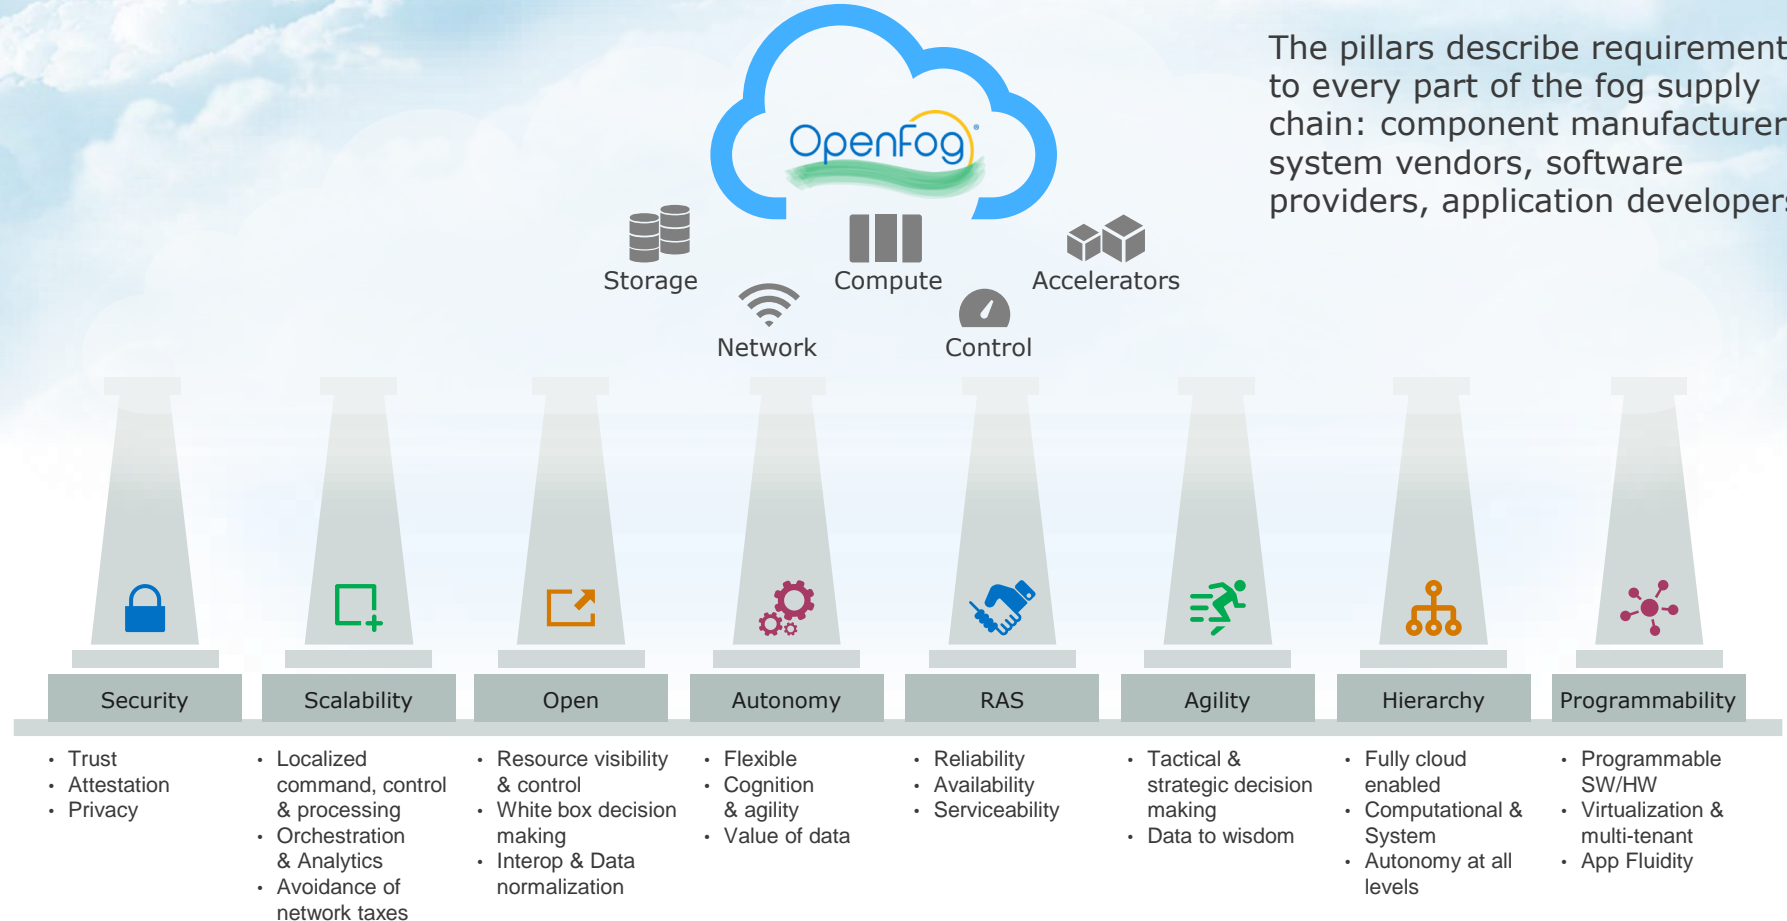 OpenFog®
The pillars describe requirement
to every part of the fog supply
chain: component manufacturer
system vendors, software
providers, application developers
Storage
Compute
Accelerators
Network
Control
Security
Scalability
Open
Autonomy
RAS
Agility
Hierarchy
Programmability
• Trust
• Attestation
• Privacy
• Localized
command, control
& processing
• Orchestration
& Analytics
• Avoidance of
network taxes
• Resource visibility
& control
• White box decision
making
• Interop & Data
normalization
• Flexible
• Cognition
& agility
• Value of data
• Reliability
• Availability
• Serviceability
• Tactical &
strategic decision
making
• Data to wisdom
• Fully cloud
enabled
• Computational &
System
• Autonomy at all
levels
• Programmable
SW/HW
• Virtualization &
multi-tenant
• App Fluidity